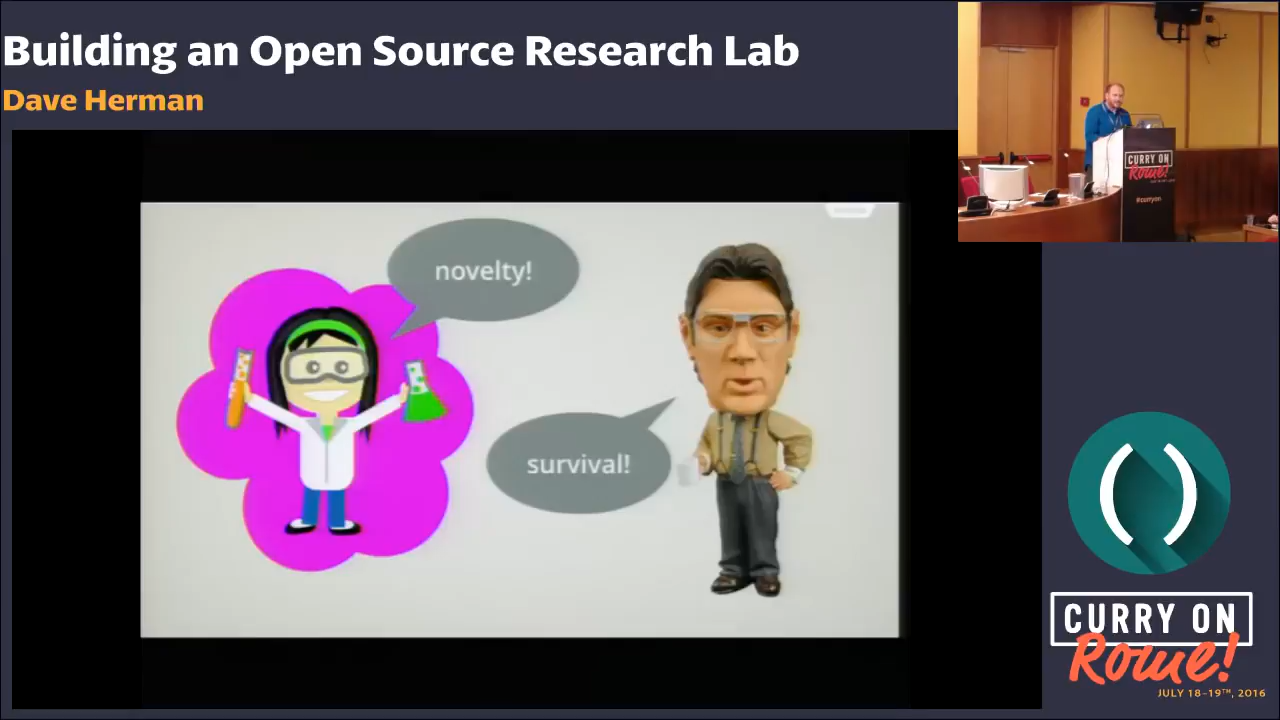 Building an Open Source Research Lab
Dave Herman
novelty!
survival!
CURRY ON
Rome!
#curryon
( )
CURRY ON
Rome!
JULY 18-19TH, 2016